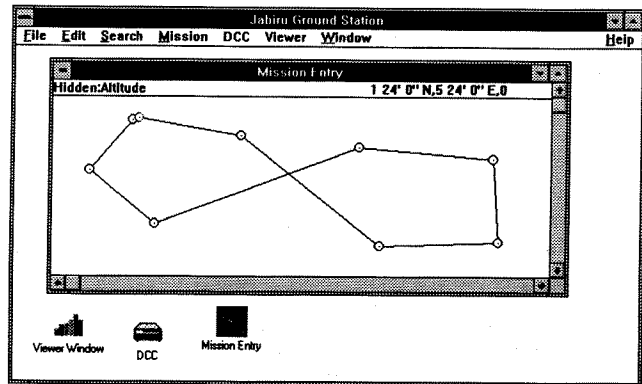 Jabiru Ground Station
File Edit Search Mission DCC Viewer Window Help
Mission Entry
Hidden:Altitude 1 24' 0" N,5 24' 0" E,0
Viewer Window
DCC
Mission Entry